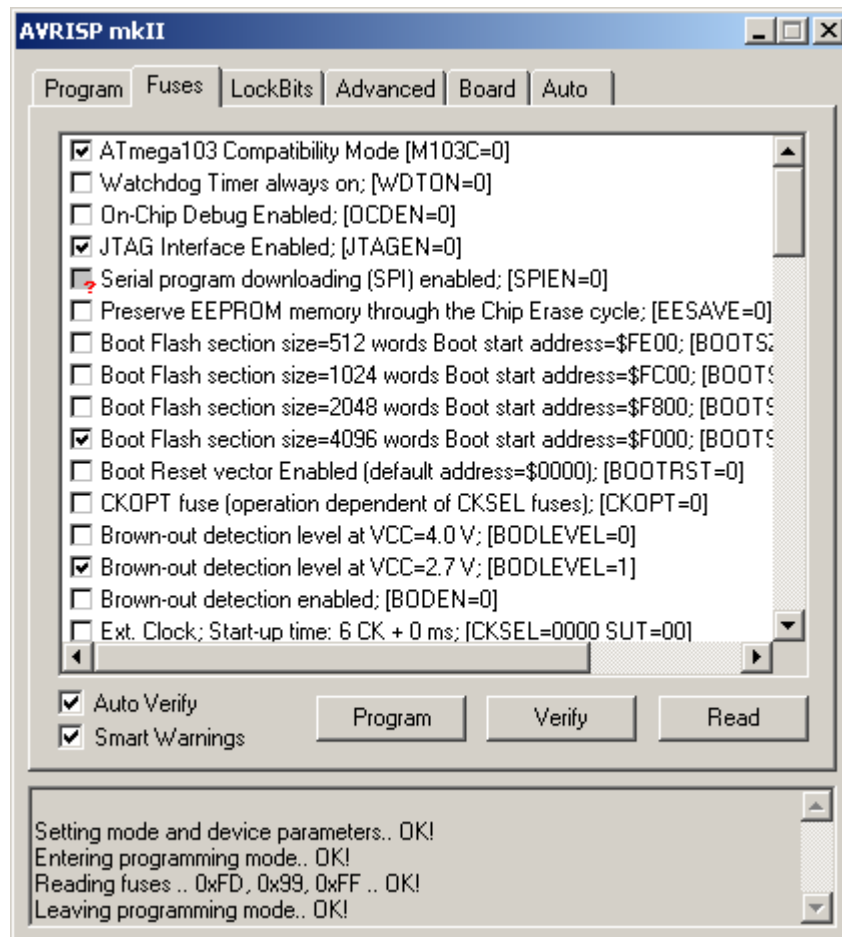 AVRISP mkII
Program Fuses LockBits Advanced Board Auto
ATmega103 Compatibility Mode [M103C=0]
Watchdog Timer always on; [WDTON=0]
On-Chip Debug Enabled; [OCDEN=0]
JTAG Interface Enabled; [JTAGEN=0]
? Serial program downloading (SPI) enabled; [SPIEN=0]
Preserve EEPROM memory through the Chip Erase cycle; [EESAVE=0]
Boot Flash section size=512 words Boot start address=$FE00; [BOOTSZ
Boot Flash section size=1024 words Boot start address=$FC00; [BOOTS
Boot Flash section size=2048 words Boot start address=$F800; [BOOTS
Boot Flash section size=4096 words Boot start address=$F000; [BOOTS
Boot Reset vector Enabled (default address=$0000); [BOOTRST=0]
CKOPT fuse (operation dependent of CKSEL fuses); [CKOPT=0]
Brown-out detection level at VCC=4.0 V; [BODLEVEL=0]
Brown-out detection level at VCC=2.7 V; [BODLEVEL=1]
Brown-out detection enabled; [BODEN=0]
Ext. Clock; Start-up time: 6 CK + 0 ms; [CKSEL=0000 SUT=00]
Auto Verify
Smart Warnings
Program Verify Read
Setting mode and device parameters.. OK!
Entering programming mode.. OK!
Reading fuses .. 0xFD, 0x99, 0xFF .. OK!
Leaving programming mode.. OK!